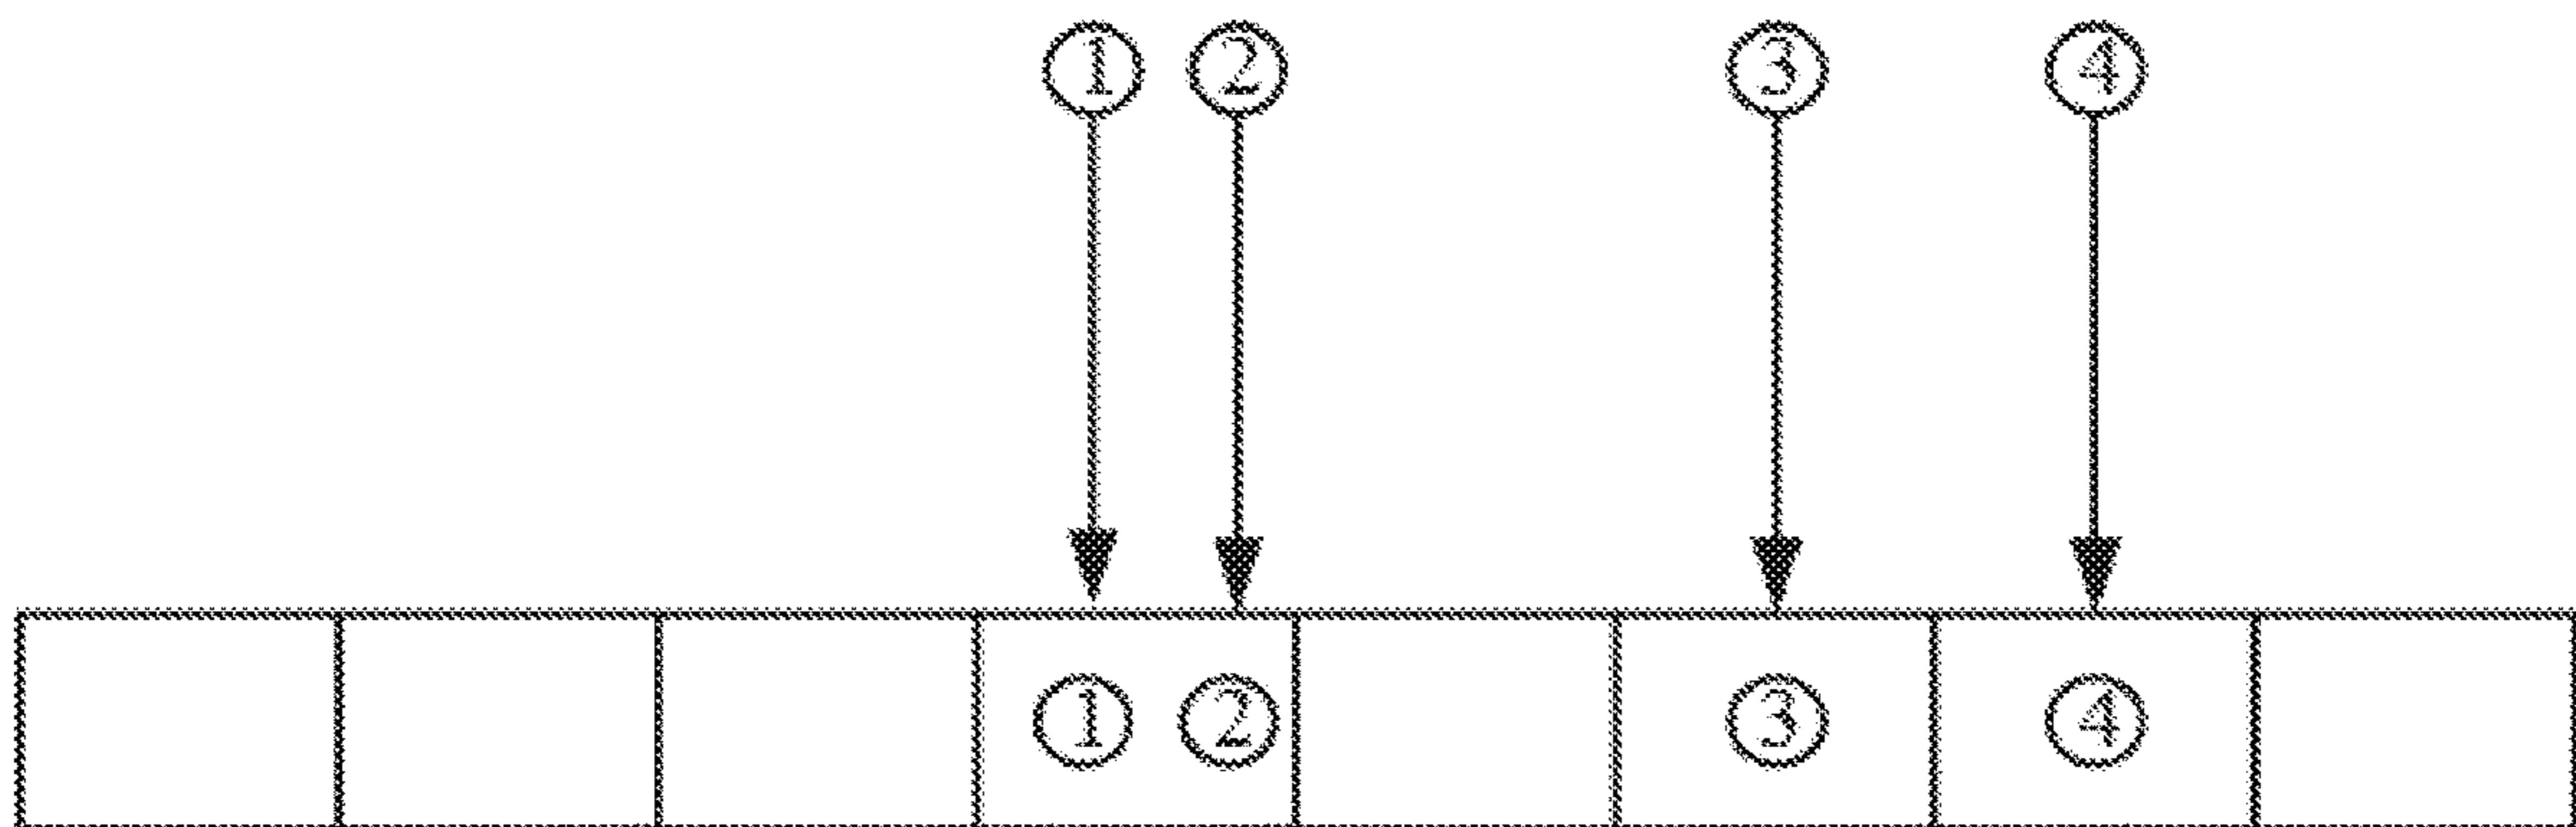 ① ② ③ ④
① ② ③ ④